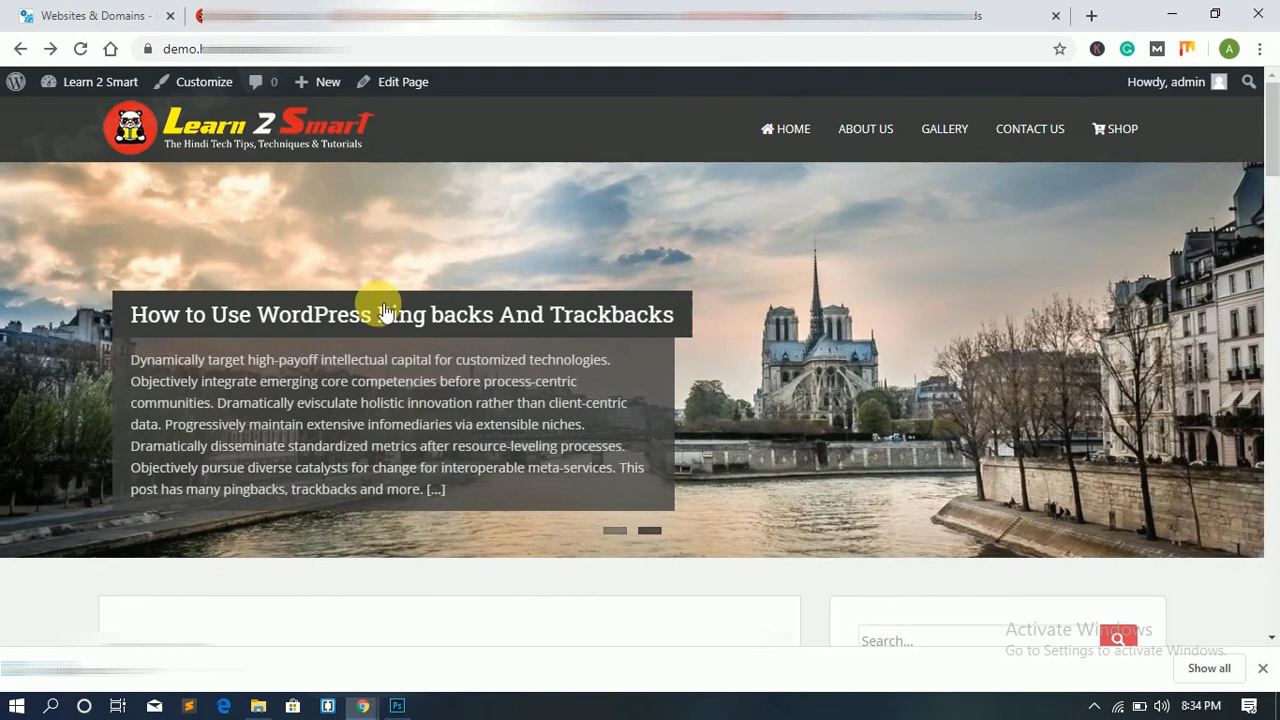 Websites & Domains -
ds
demo.
A
Learn 2 Smart
Customize
0
New
Edit Page
Howdy, admin
Learn 2 Smart
The Hindi Tech Tips, Techniques & Tutorials
HOME
ABOUT US
GALLERY
CONTACT US
SHOP
How to Use WordPress Ping backs And Trackbacks
Dynamically target high-payoff intellectual capital for customized technologies.
Objectively integrate emerging core competencies before process-centric
communities. Dramatically evisculate holistic innovation rather than client-centric
data. Progressively maintain extensive infomediaries via extensible niches.
Dramatically disseminate standardized metrics after resource-leveling processes.
Objectively pursue diverse catalysts for change for interoperable meta-services. This
post has many pingbacks, trackbacks and more. [...]
Search...
Activate Windows
Go to Settings to activate Windows.
Show all
Ps
8:34 PM